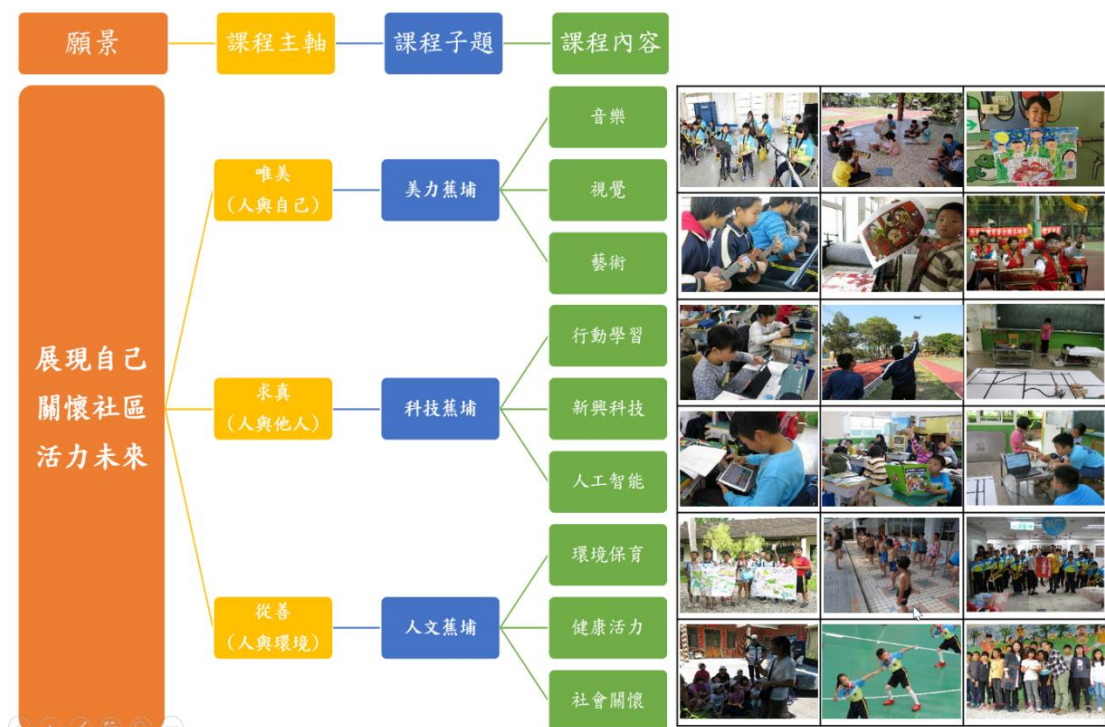 願景
課程主軸
課程子題
課程內容
展現自己
關懷社區
活力未來
唯美
(人與自己)
美力蕉埔
音樂
視覺
藝術
求真
(人與他人)
科技蕉埔
行動學習
新興科技
人工智能
從善
(人與環境)
人文蕉埔
環境保育
健康活力
社會關懷